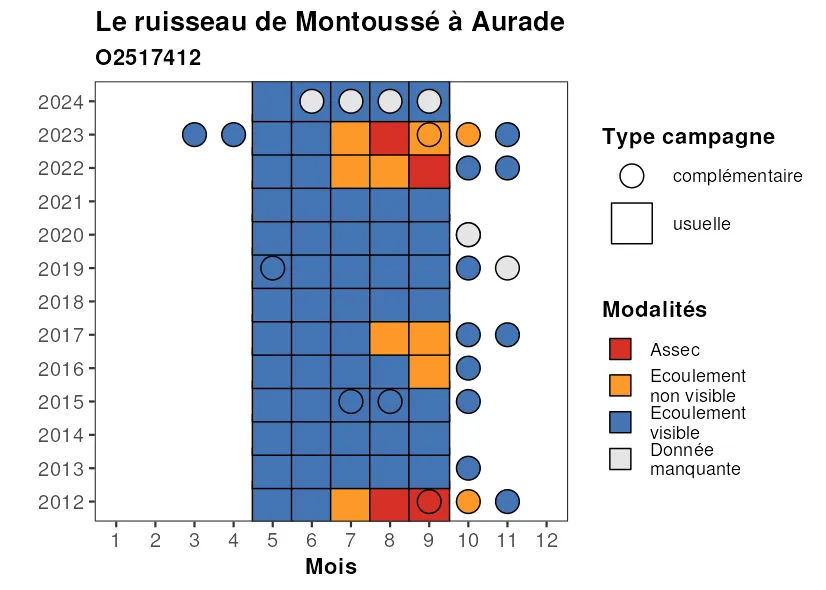 Le ruisseau de Montoussé à Aurade
O2517412
2024
2023
2022
2021
2020
2019
2018
2017
2016
2015
2014
2013
2012
1 2 3 4 5 6 7 8 9 10 11 12
Mois
Type campagne
complémentaire
usuelle
Modalités
Assec
Ecoulement
non visible
Ecoulement
visible
Donnée
manquante